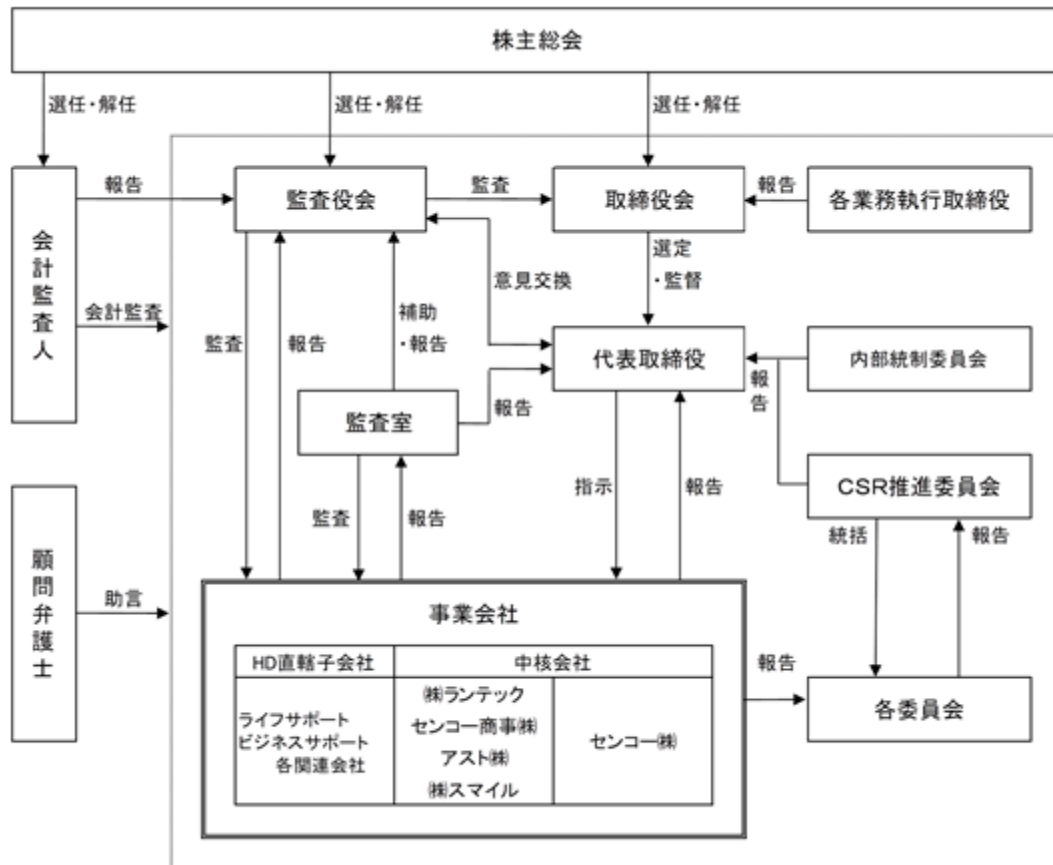 株主総会
選任・解任
選任・解任
選任・解任
会計監査人
報告
監査役会
監査
取締役会
報告
各業務執行取締役
会計監査
監査
報告
補助
・報告
意見交換
選定
・監督
代表取締役
報告
内部統制委員会
監査室
報告
CSR推進委員会
監査
報告
指示
報告
統括
報告
顧問弁護士
助言
事業会社
HD直轄子会社
中核会社
ライフサポート
ビジネスサポート
各関連会社
㈱ランテック
センコー商事㈱
アスト㈱
㈱スマイル
センコー㈱
報告
各委員会